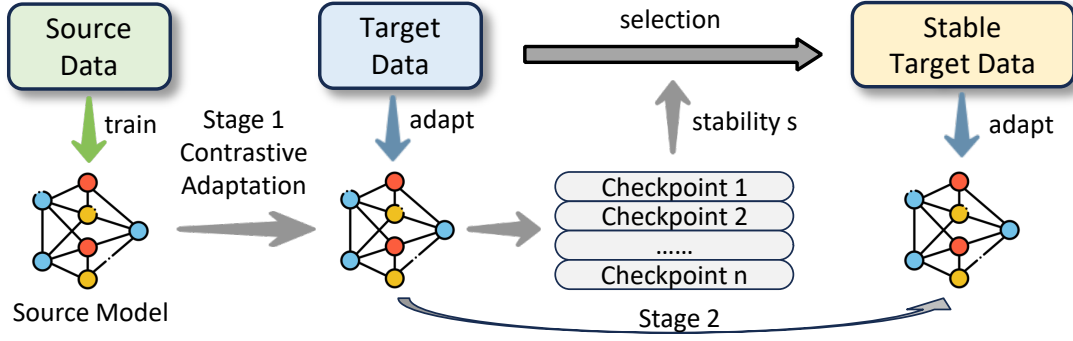 Source
Data
Target
Data
selection
Stable
Target Data
train
Stage 1
Contrastive
Adaptation
adapt
stability s
adapt
Checkpoint 1
Checkpoint 2
......
Checkpoint n
Source Model
Stage 2